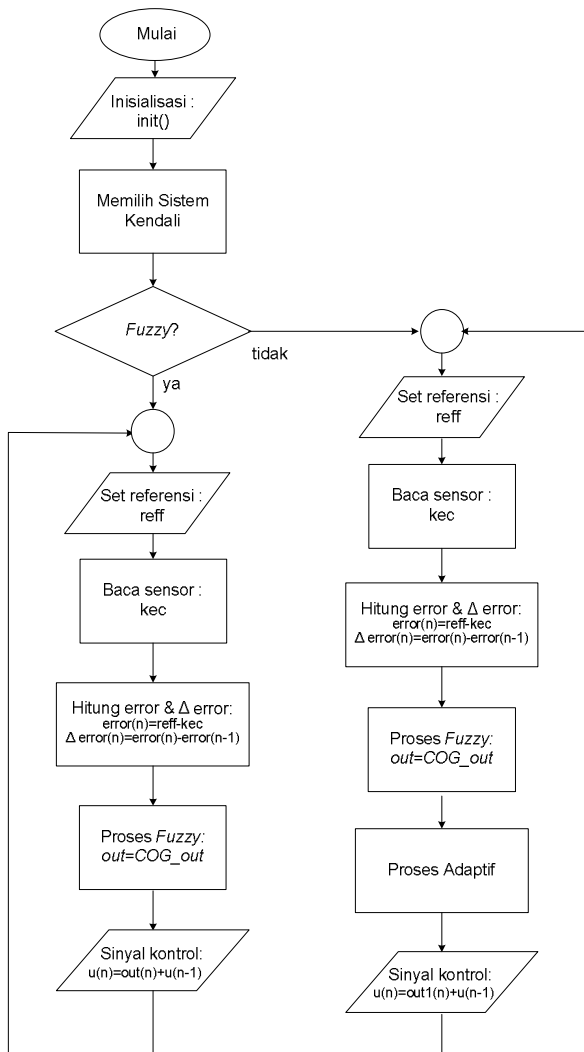 Mulai
Inisialisasi :
init()
Memilih Sistem
Kendali
Fuzzy?
tidak
ya
Set referensi :
reff
Baca sensor :
kec
Hitung error & Δ error:
error(n)=reff-kec
Δ error(n)=error(n)-error(n-1)
Proses Fuzzy:
out=COG_out
Sinyal kontrol:
u(n)=out(n)+u(n-1)
Set referensi :
reff
Baca sensor :
kec
Hitung error & Δ error:
error(n)=reff-kec
Δ error(n)=error(n)-error(n-1)
Proses Fuzzy:
out=COG_out
Proses Adaptif
Sinyal kontrol:
u(n)=out1(n)+u(n-1)